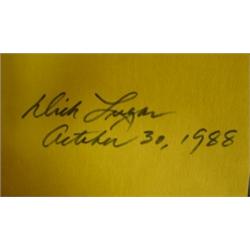 Dick Lugar
October 30, 1988